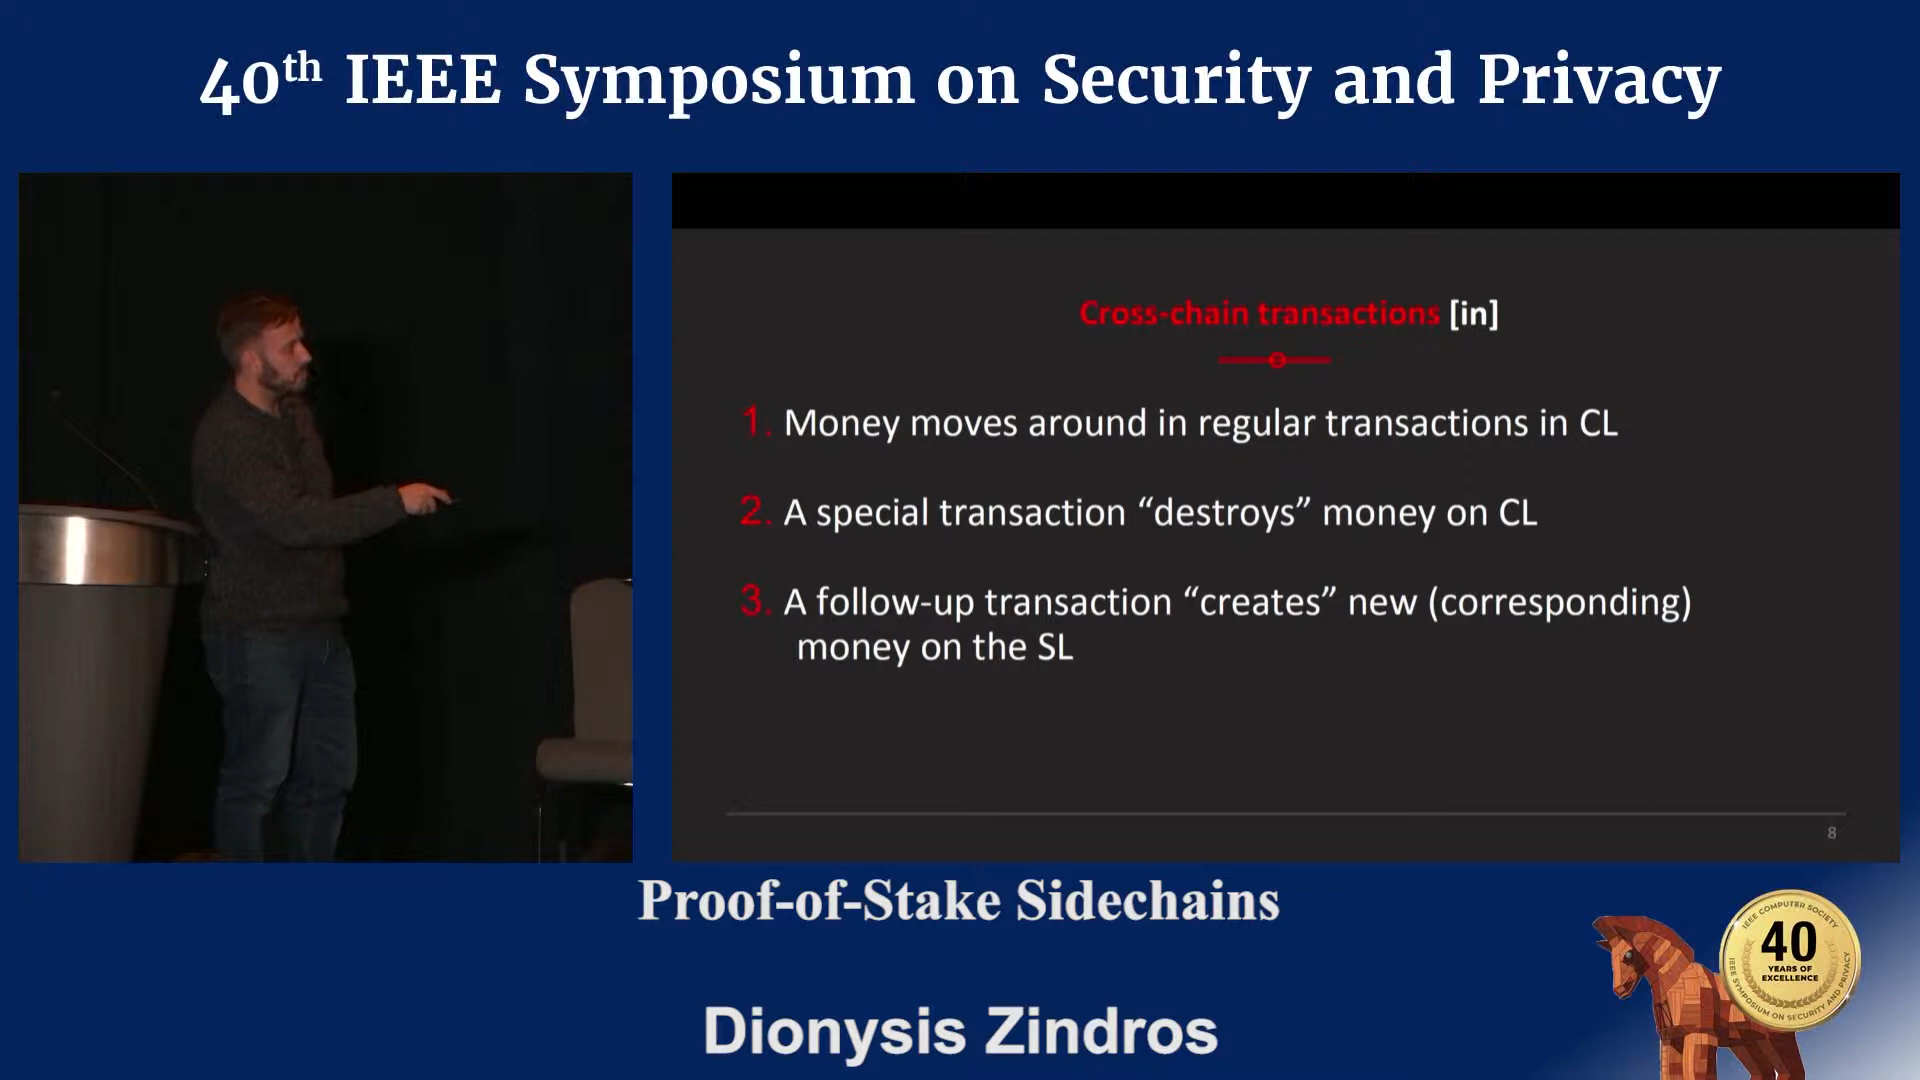 40th IEEE Symposium on Security and Privacy
Cross-chain transactions [in]
1. Money moves around in regular transactions in CL
2. A special transaction “destroys” money on CL
3. A follow-up transaction “creates” new (corresponding)
money on the SL
8
Proof-of-Stake Sidechains
Dionysis Zindros
IEEE COMPUTER SOCIETY
40
YEARS OF
EXCELLENCE
IEEE SYMPOSIUM ON SECURITY AND PRIVACY